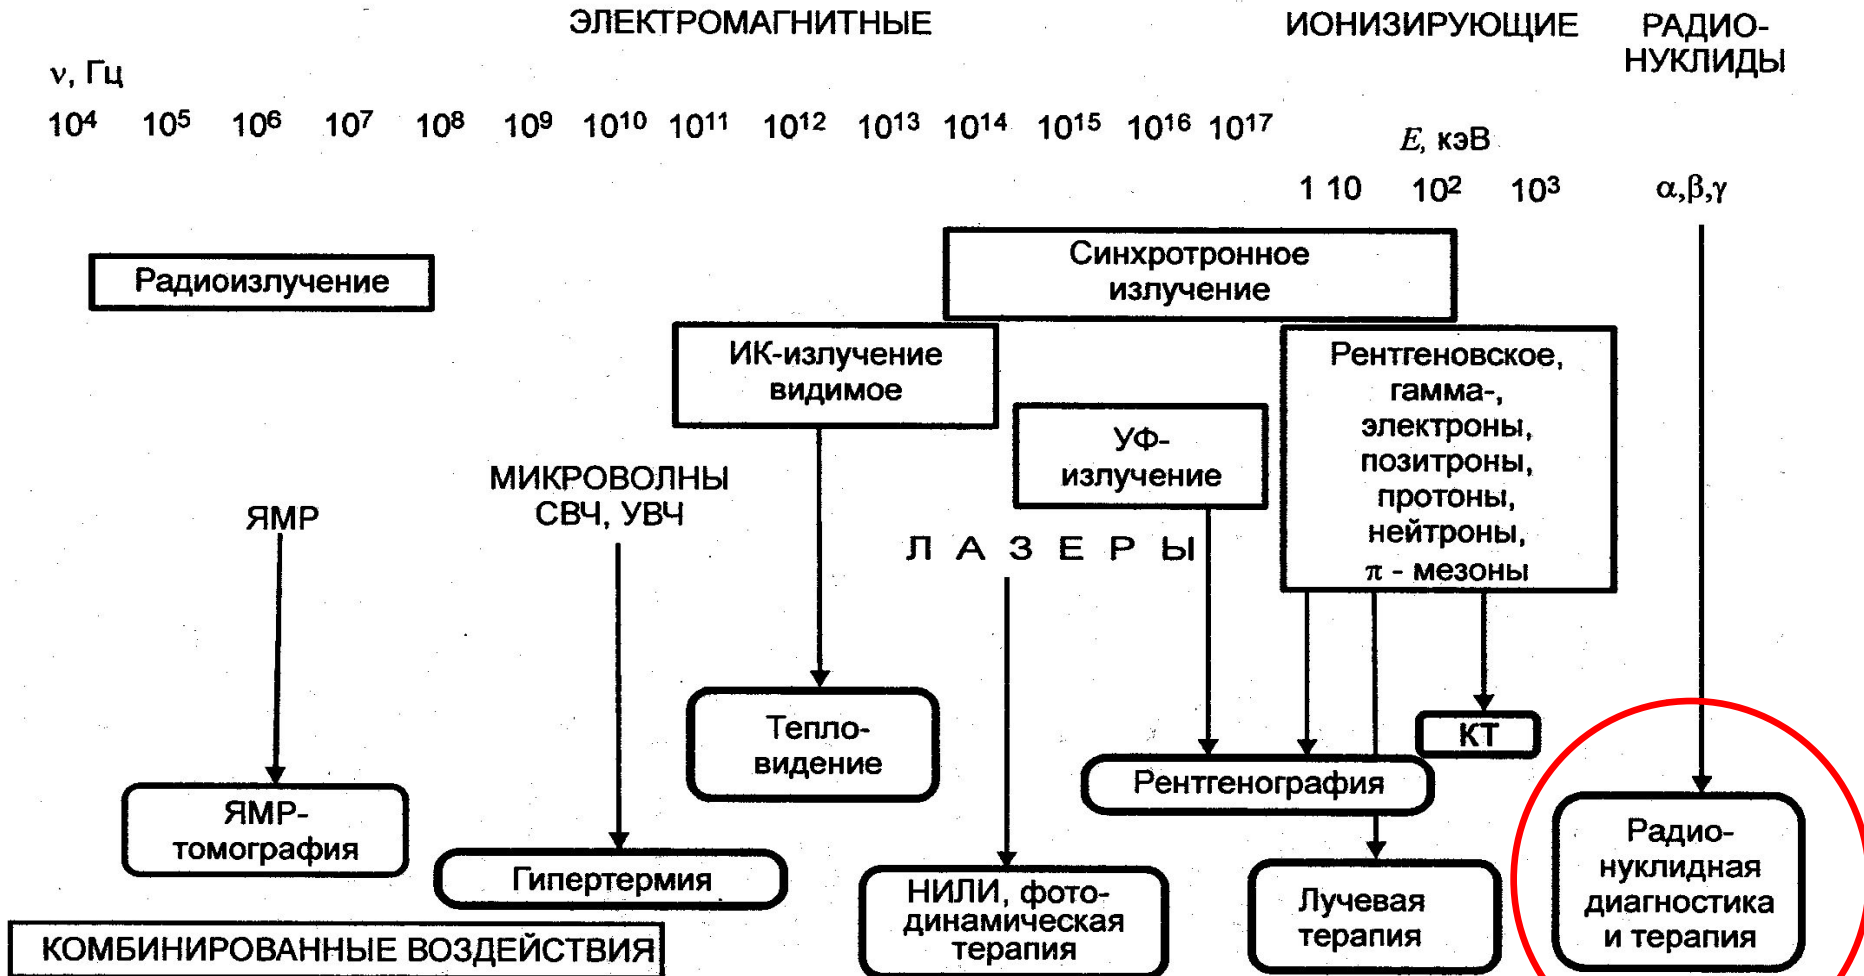 ЭЛЕКТРОМАГНИТНЫЕ
ИОНИЗИРУЮЩИЕ
РАДИО-
НУКЛИДЫ
ν, Гц
10⁴ 10⁵ 10⁶ 10⁷ 10⁸ 10⁹ 10¹⁰ 10¹¹ 10¹² 10¹³ 10¹⁴ 10¹⁵ 10¹⁶ 10¹⁷
E, кэВ
1 10 10² 10³
α,β,γ
Радиоизлучение
Синхротронное
излучение
ИК-излучение
видимое
Рентгеновское,
гамма-,
электроны,
позитроны,
протоны,
нейтроны,
π - мезоны
УФ-
излучение
МИКРОВОЛНЫ
СВЧ, УВЧ
ЯМР
ЛАЗЕРЫ
Тепло-
видение
КТ
Рентгенография
ЯМР-
томография
Гипертермия
НИЛИ, фото-
динамическая
терапия
Лучевая
терапия
Радио-
нуклидная
диагностика
и терапия
КОМБИНИРОВАННЫЕ ВОЗДЕЙСТВИЯ